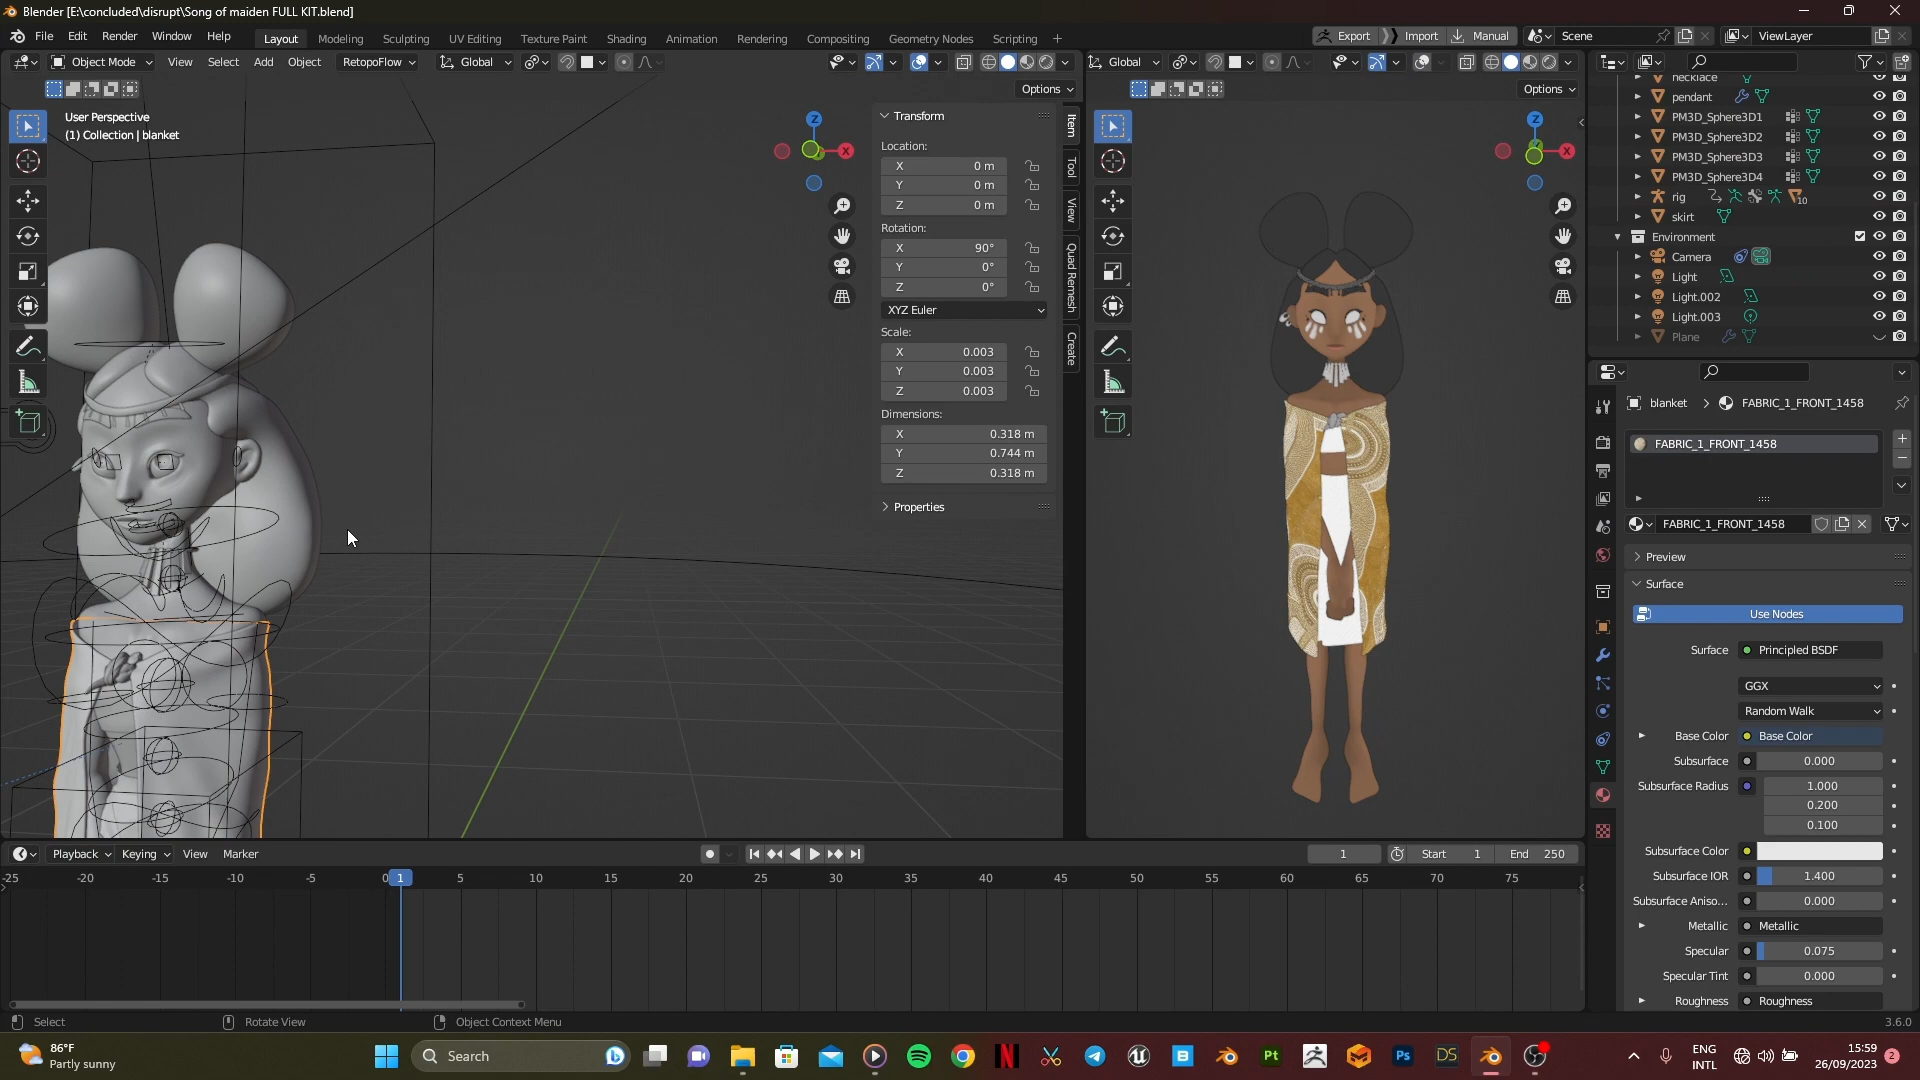 Blender [E:\concluded\disrupt\Song of maiden FULL KIT.blend]
File Edit Render Window Help Layout Modeling Sculpting UV Editing Texture Paint Shading Animation Rendering Compositing Geometry Nodes Scripting Export Import Manual Scene ViewLayer
Object Mode View Select Add Object RetopoFlow Global Global
Options Options
User Perspective
(1) Collection | blanket
Z X Z X
Transform
Location:
X 0 m
Y 0 m
Z 0 m
Rotation:
X 90°
Y 0°
Z 0°
XYZ Euler
Scale:
X 0.003
Y 0.003
Z 0.003
Dimensions:
X 0.318 m
Y 0.744 m
Z 0.318 m
Properties
Item
Tool
View
Quad Remesh
Create
necklace
pendant
PM3D_Sphere3D1
PM3D_Sphere3D2
PM3D_Sphere3D3
PM3D_Sphere3D4
rig 10
skirt
Environment
Camera
Light
Light.002
Light.003
Plane
blanket FABRIC_1_FRONT_1458
FABRIC_1_FRONT_1458
FABRIC_1_FRONT_1458
Preview
Surface
Use Nodes
Surface Principled BSDF
GGX
Random Walk
Base Color Base Color
Subsurface 0.000
Subsurface Radius 1.000
0.200
0.100
Subsurface Color
Subsurface IOR 1.400
Subsurface Aniso... 0.000
Metallic Metallic
Specular 0.075
Specular Tint 0.000
Roughness Roughness
Playback Keying View Marker 1 Start 1 End 250
-25 -20 -15 -10 -5 0 1 5 10 15 20 25 30 35 40 45 50 55 60 65 70 75
Select Rotate View Object Context Menu 3.6.0
86°F
Partly sunny
Search
Pt Ps DS
ENG
INTL
15:59
26/09/2023
2